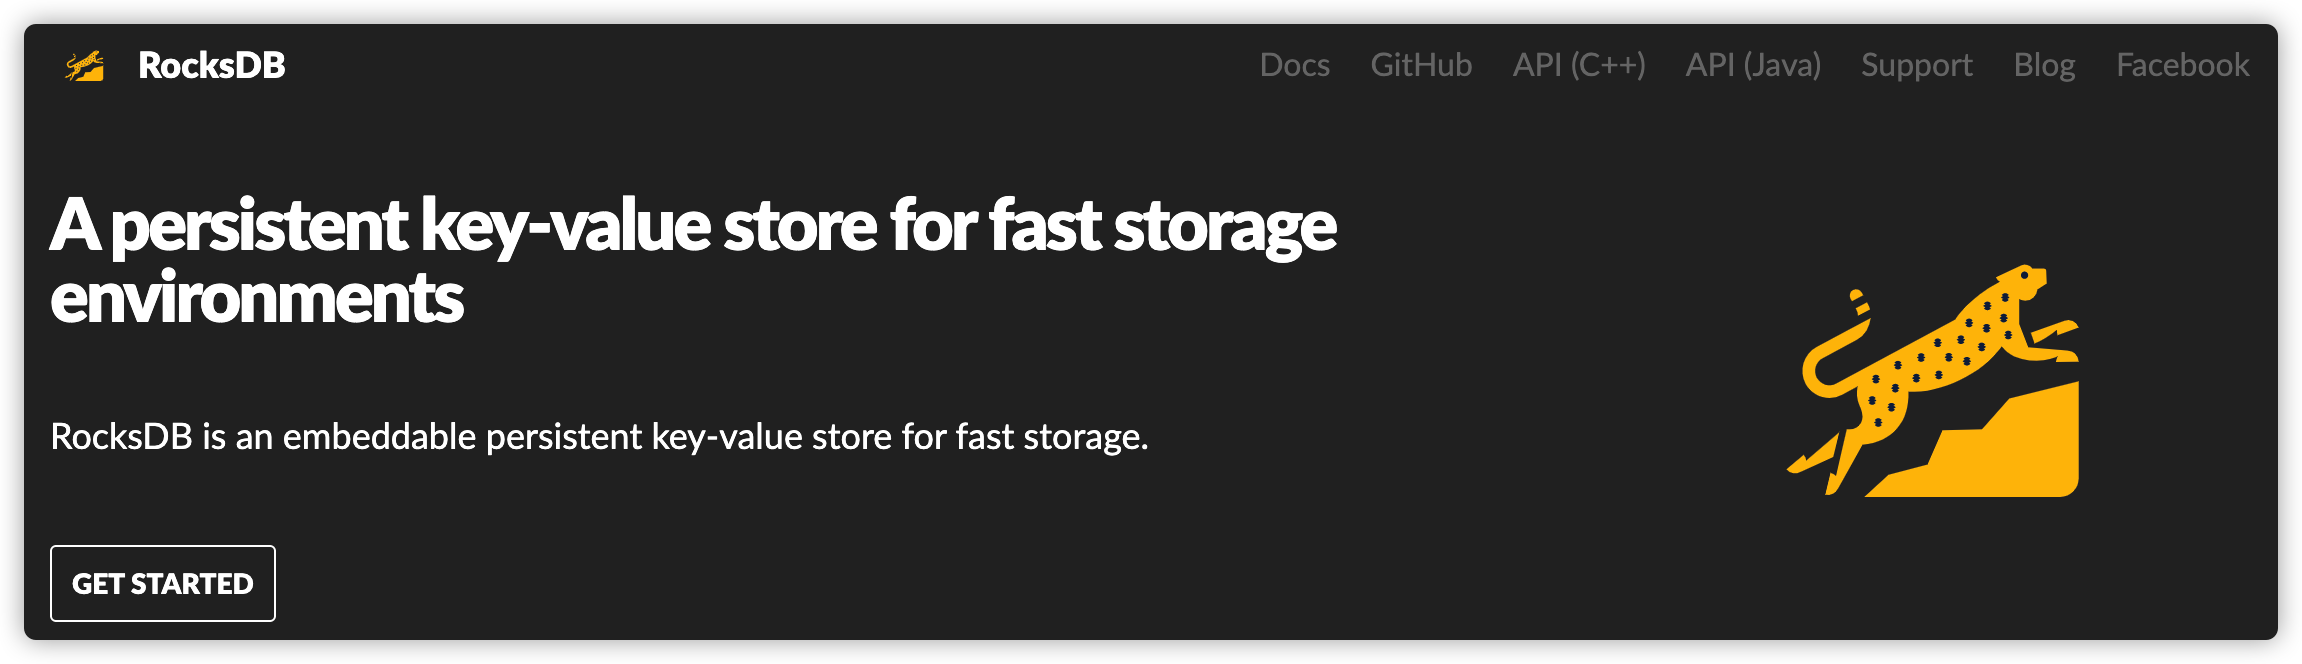 RocksDB
Docs GitHub API (C++) API (Java) Support Blog Facebook
A persistent key-value store for fast storage
environments
RocksDB is an embeddable persistent key-value store for fast storage.
GET STARTED